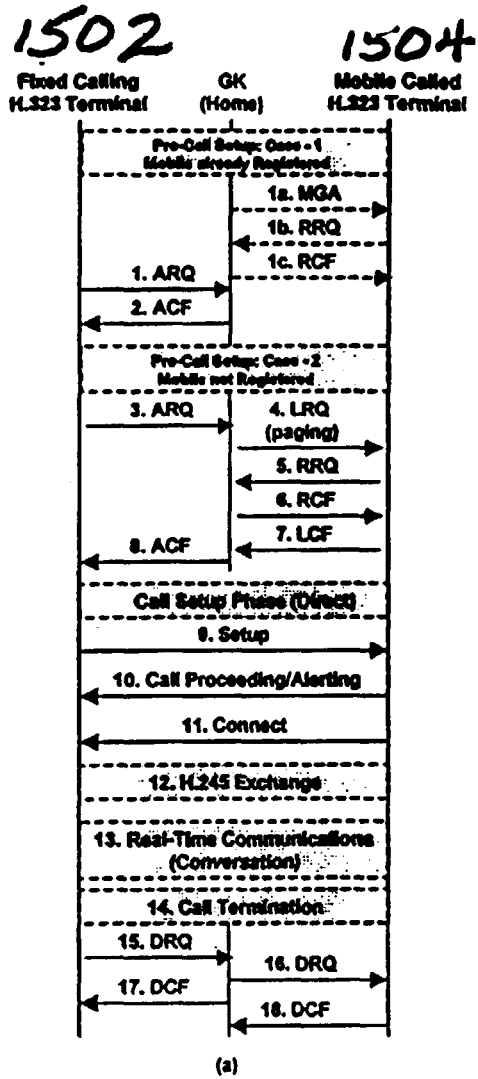 1502
1504
Fixed Calling
H.323 Terminal
GK
(Home)
Mobile Called
H.323 Terminal
Pre-Call Setup: Case - 1
Mobile already Registered
1a. MGA
1b. RRQ
1c. RCF
1. ARQ
2. ACF
Pre-Call Setup: Case - 2
Mobile not Registered
3. ARQ
4. LRQ
(paging)
5. RRQ
6. RCF
7. LCF
8. ACF
Call Setup Phase (Direct)
9. Setup
10. Call Proceeding/Alerting
11. Connect
12. H.245 Exchange
13. Real-Time Communications
(Conversation)
14. Call Termination
15. DRQ
16. DRQ
17. DCF
18. DCF
(a)